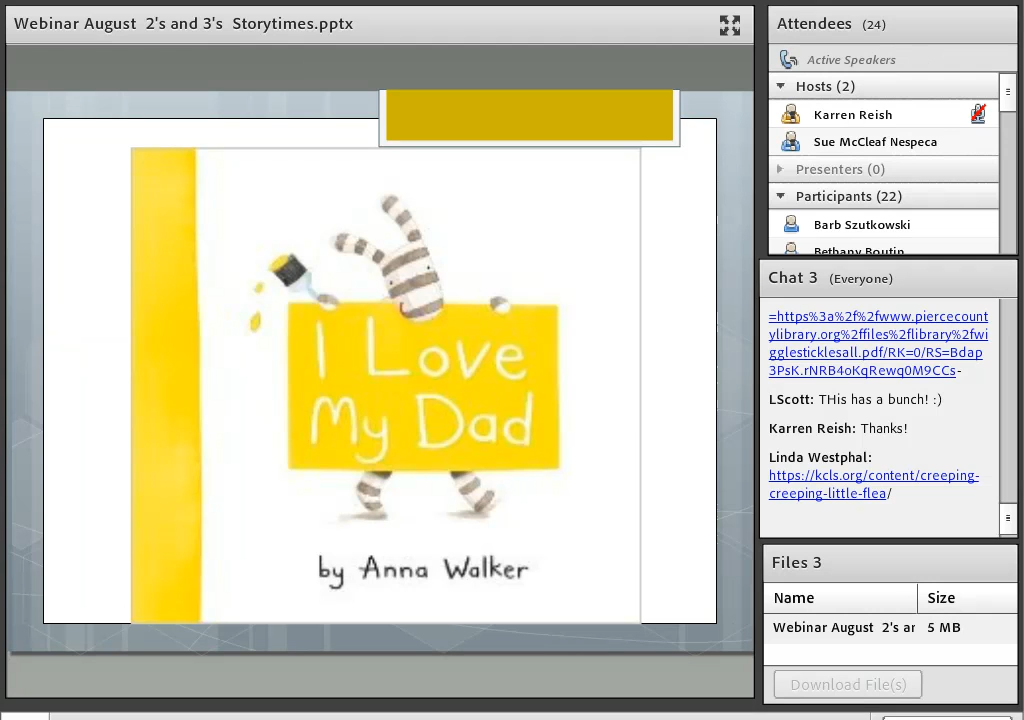 Webinar August 2's and 3's Storytimes.pptx
I Love
My Dad
by Anna Walker
Attendees (24)
Active Speakers
Hosts (2)
Karren Reish
Sue McCleaf Nespeca
Presenters (0)
Participants (22)
Barb Szutkowski
Bethany Boutin
Chat 3 (Everyone)
=https%3a%2f%2fwww.piercecount
ylibrary.org%2ffiles%2flibrary%2fwi
gglesticklesall.pdf/RK=0/RS=Bdap
3PsK.rNRB4oKqRewq0M9CCs-
LScott: THis has a bunch! :)
Karren Reish: Thanks!
Linda Westphal:
https://kcls.org/content/creeping-
creeping-little-flea/
Files 3
Name Size
Webinar August 2's ar 5 MB
Download File(s)